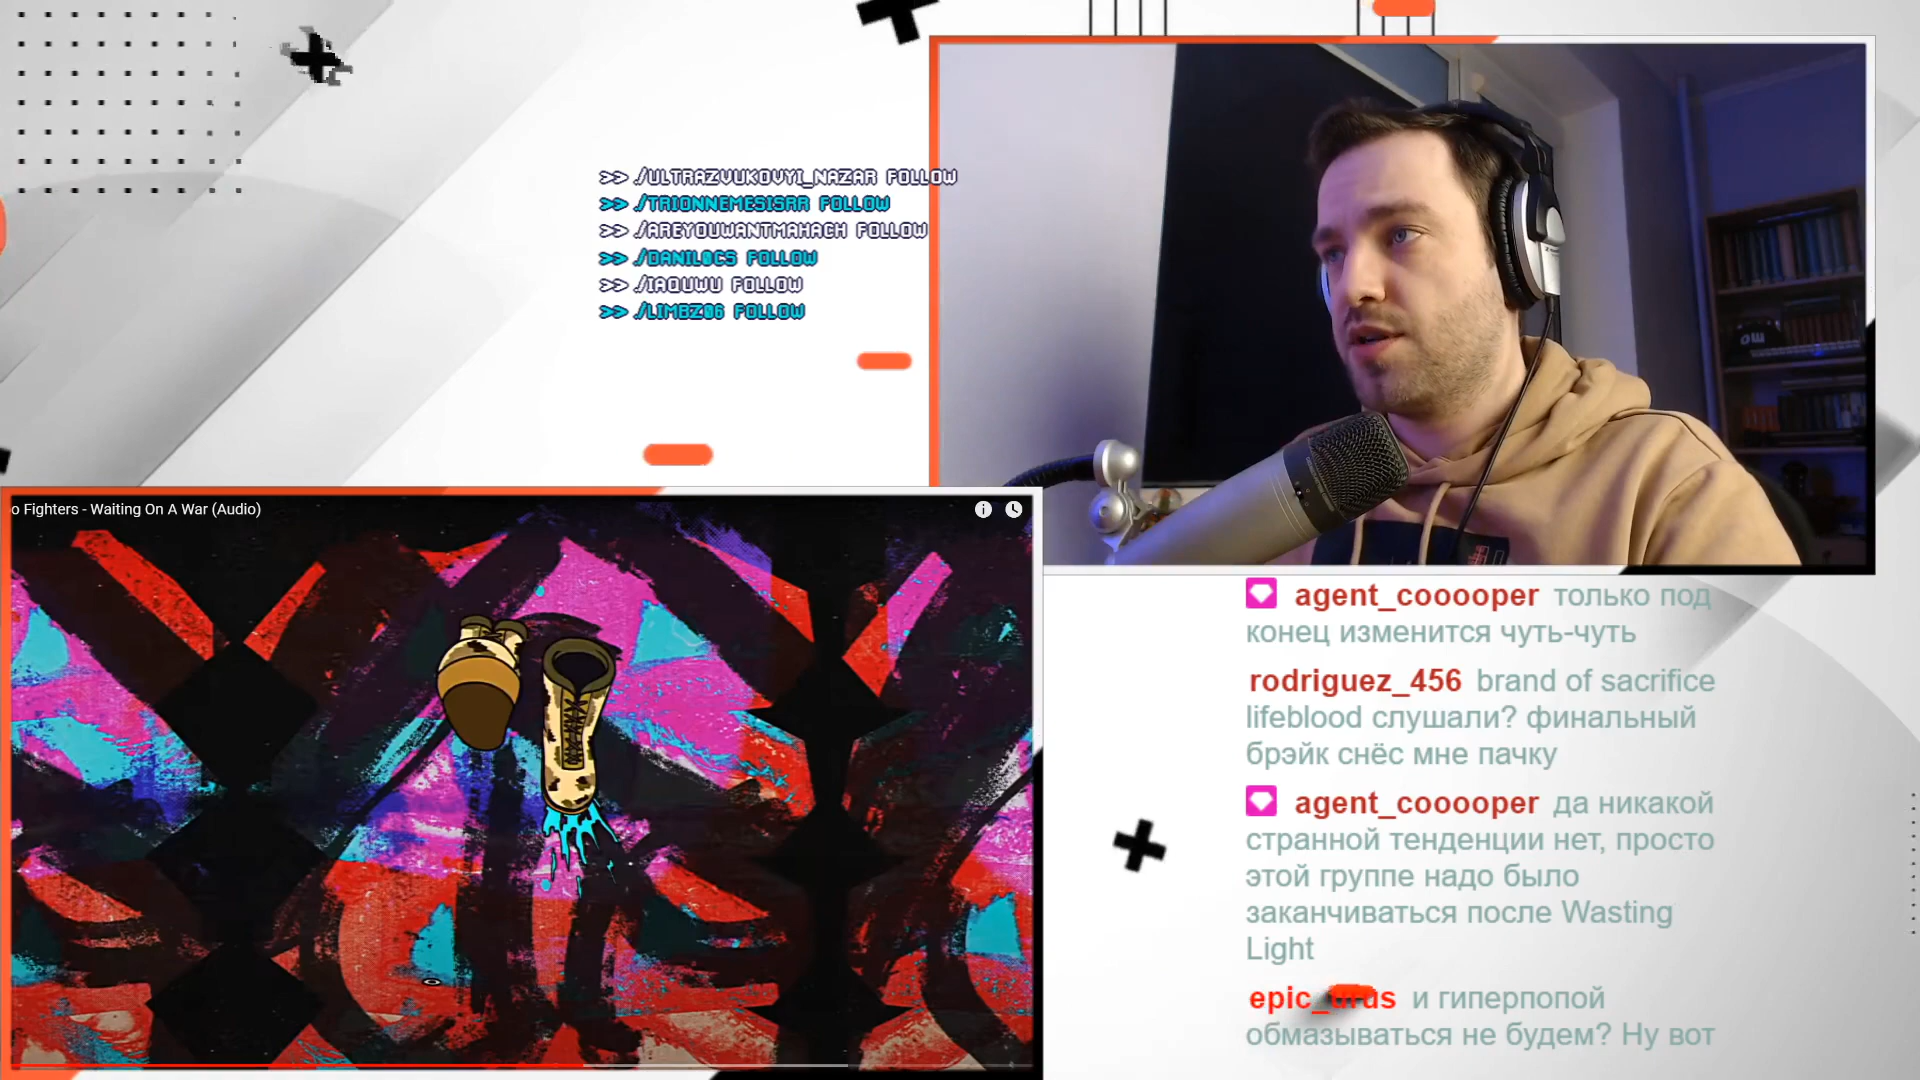 >> ./ULTRAZVUKOVYI_NAZAR FOLLOW
>> ./TRIONNEMESISRR FOLLOW
>> ./AREYOUWANTMAHACH FOLLOW
>> ./DANIL0CS FOLLOW
>> ./IAQUWU FOLLOW
>> ./LIMBZ06 FOLLOW
o Fighters - Waiting On A War (Audio)
agent_cooooper только под
конец изменится чуть-чуть
rodriguez_456 brand of sacrifice
lifeblood слушали? финальный
брэйк снёс мне пачку
agent_cooooper да никакой
странной тенденции нет, просто
этой группе надо было
заканчиваться после Wasting
Light
и гиперпопой
обмазываться не будем? Ну вот